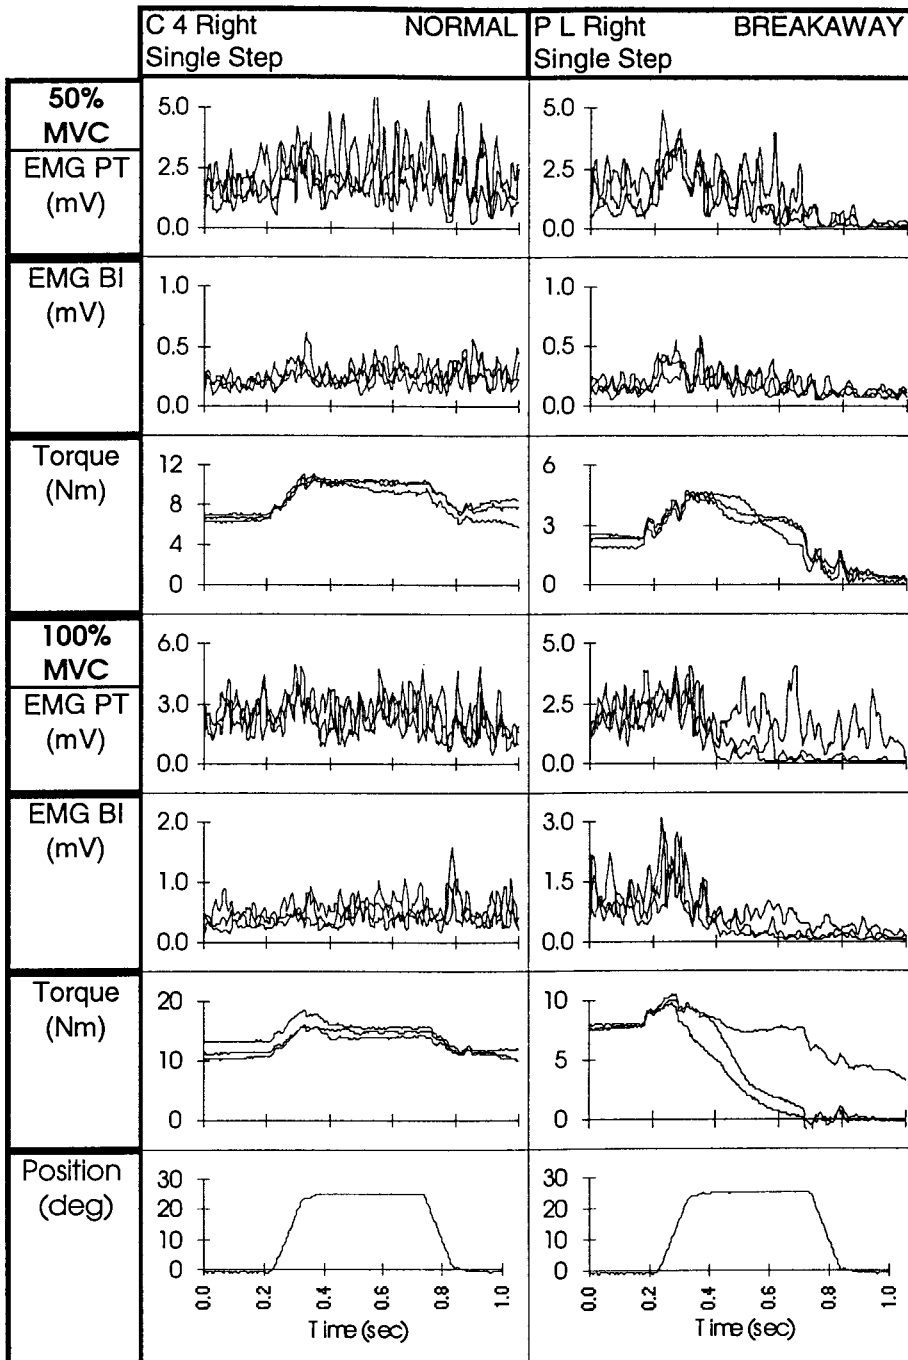 C 4 Right NORMAL
Single Step
P L Right BREAKAWAY
Single Step
50%
MVC
EMG PT
(mV)
5.0
2.5
0.0
5.0
2.5
0.0
EMG BI
(mV)
1.0
0.5
0.0
1.0
0.5
0.0
Torque
(Nm)
12
8
4
0
6
3
0
100%
MVC
EMG PT
(mV)
6.0
3.0
0.0
5.0
2.5
0.0
EMG BI
(mV)
2.0
1.0
0.0
3.0
1.5
0.0
Torque
(Nm)
20
10
0
10
5
0
Position
(deg)
30
20
10
0
30
20
10
0
0.0 0.2 0.4 0.6 0.8 1.0
Time (sec)
0.0 0.2 0.4 0.6 0.8 1.0
Time (sec)